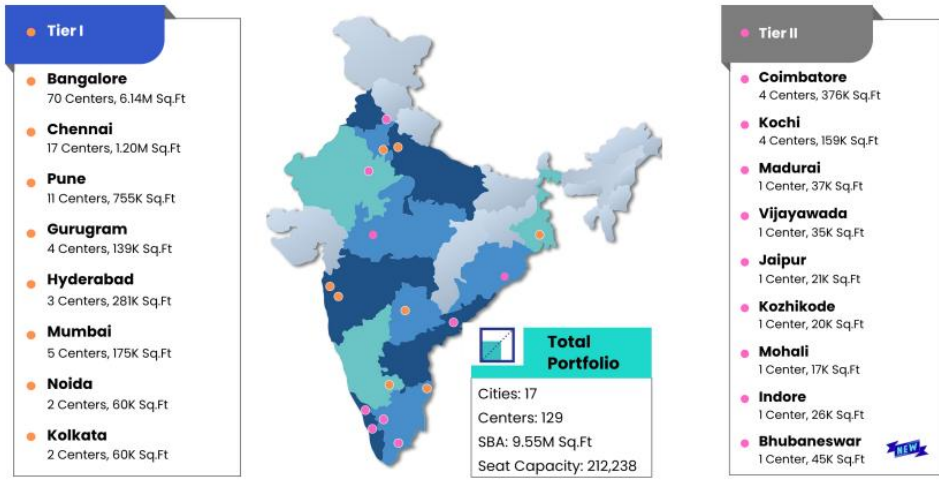 Tier I
Bangalore
70 Centers, 6.14M Sq.Ft
Chennai
17 Centers, 1.20M Sq.Ft
Pune
11 Centers, 755K Sq.Ft
Gurugram
4 Centers, 139K Sq.Ft
Hyderabad
3 Centers, 281K Sq.Ft
Mumbai
5 Centers, 175K Sq.Ft
Noida
2 Centers, 60K Sq.Ft
Kolkata
2 Centers, 60K Sq.Ft
Total
Portfolio
Cities: 17
Centers: 129
SBA: 9.55M Sq.Ft
Seat Capacity: 212,238
Tier II
Coimbatore
4 Centers, 376K Sq.Ft
Kochi
4 Centers, 159K Sq.Ft
Madurai
1 Center, 37K Sq.Ft
Vijayawada
1 Center, 35K Sq.Ft
Jaipur
1 Center, 21K Sq.Ft
Kozhikode
1 Center, 20K Sq.Ft
Mohali
1 Center, 17K Sq.Ft
Indore
1 Center, 26K Sq.Ft
Bhubaneswar
1 Center, 45K Sq.Ft
NEW